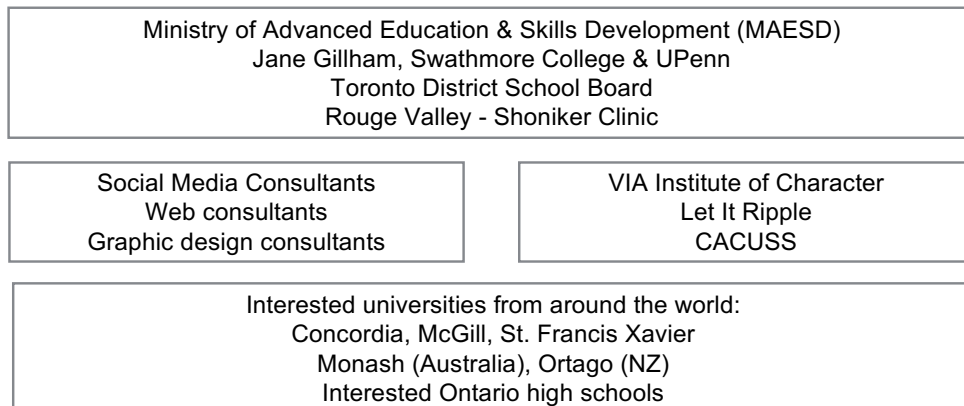 Ministry of Advanced Education & Skills Development (MAESD)
Jane Gillham, Swathmore College & UPenn
Toronto District School Board
Rouge Valley - Shoniker Clinic
Social Media Consultants
Web consultants
Graphic design consultants
VIA Institute of Character
Let It Ripple
CACUSS
Interested universities from around the world:
Concordia, McGill, St. Francis Xavier
Monash (Australia), Ortago (NZ)
Interested Ontario high schools